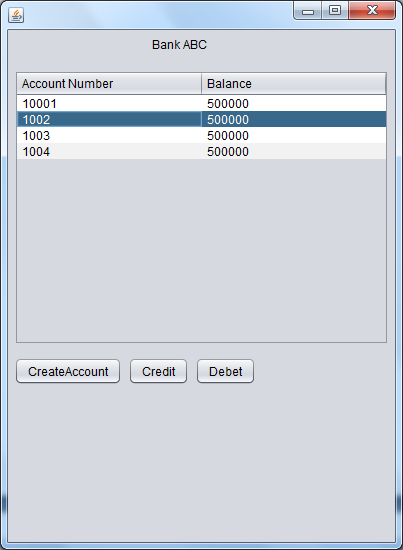 Bank ABC
Account Number Balance
10001 500000
1002 500000
1003 500000
1004 500000
CreateAccount Credit Debet